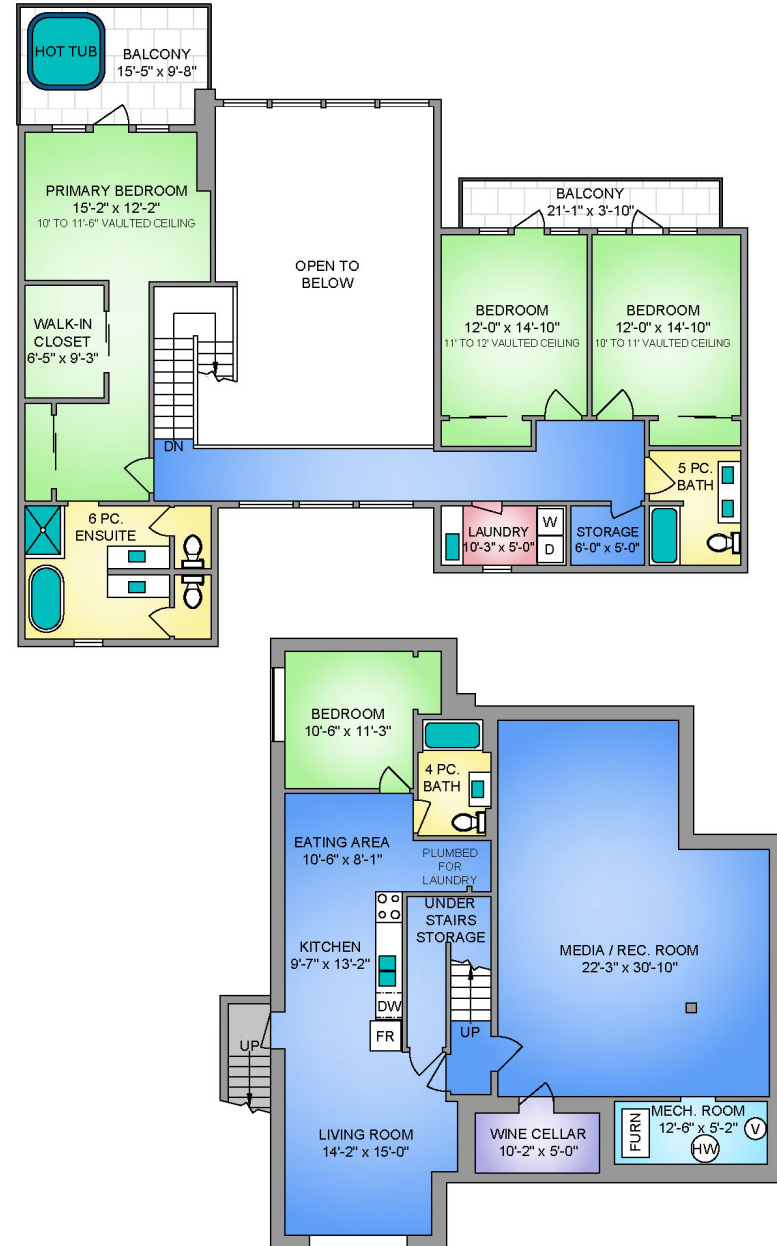 HOT TUB
BALCONY
15'-5" x 9'-8"
PRIMARY BEDROOM
15'-2" x 12'-2"
10' TO 11'-6" VAULTED CEILING
BALCONY
21'-1" x 3'-10"
OPEN TO
BELOW
WALK-IN
CLOSET
6'-5" x 9'-3"
BEDROOM
12'-0" x 14'-10"
11' TO 12' VAULTED CEILING
BEDROOM
12'-0" x 14'-10"
10' TO 11' VAULTED CEILING
DN
5 PC.
BATH
6 PC.
ENSUITE
LAUNDRY
10'-3" x 5'-0"
W
D
STORAGE
6'-0" x 5'-0"
BEDROOM
10'-6" x 11'-3"
4 PC.
BATH
EATING AREA
10'-6" x 8'-1"
PLUMBED
FOR
LAUNDRY
UNDER
STAIRS
STORAGE
KITCHEN
9'-7" x 13'-2"
MEDIA / REC. ROOM
22'-3" x 30'-10"
DW
FR
UP
UP
LIVING ROOM
14'-2" x 15'-0"
WINE CELLAR
10'-2" x 5'-0"
FURN
MECH. ROOM
12'-6" x 5'-2"
HW
V